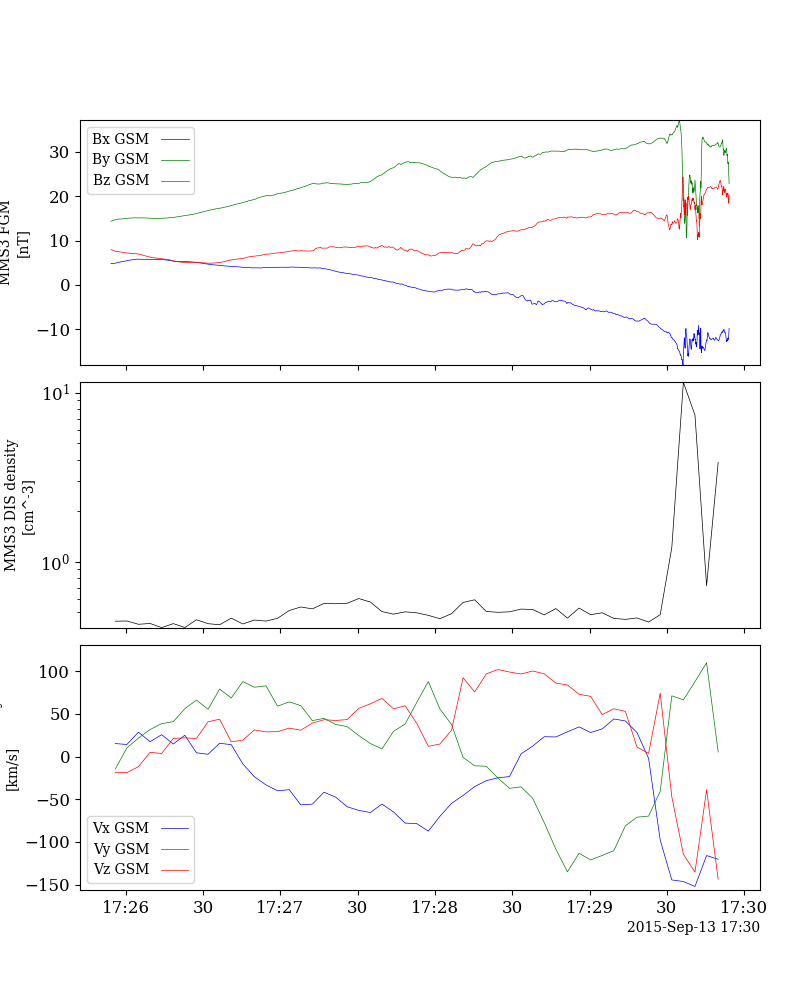 MMS3 FGM
[nT]
30
20
10
0
−10
Bx GSM
By GSM
Bz GSM
MMS3 DIS density
[cm^-3]
10^1
10^0
[km/s]
100
50
0
−50
−100
−150
Vx GSM
Vy GSM
Vz GSM
17:26 30 17:27 30 17:28 30 17:29 30 17:30
2015-Sep-13 17:30